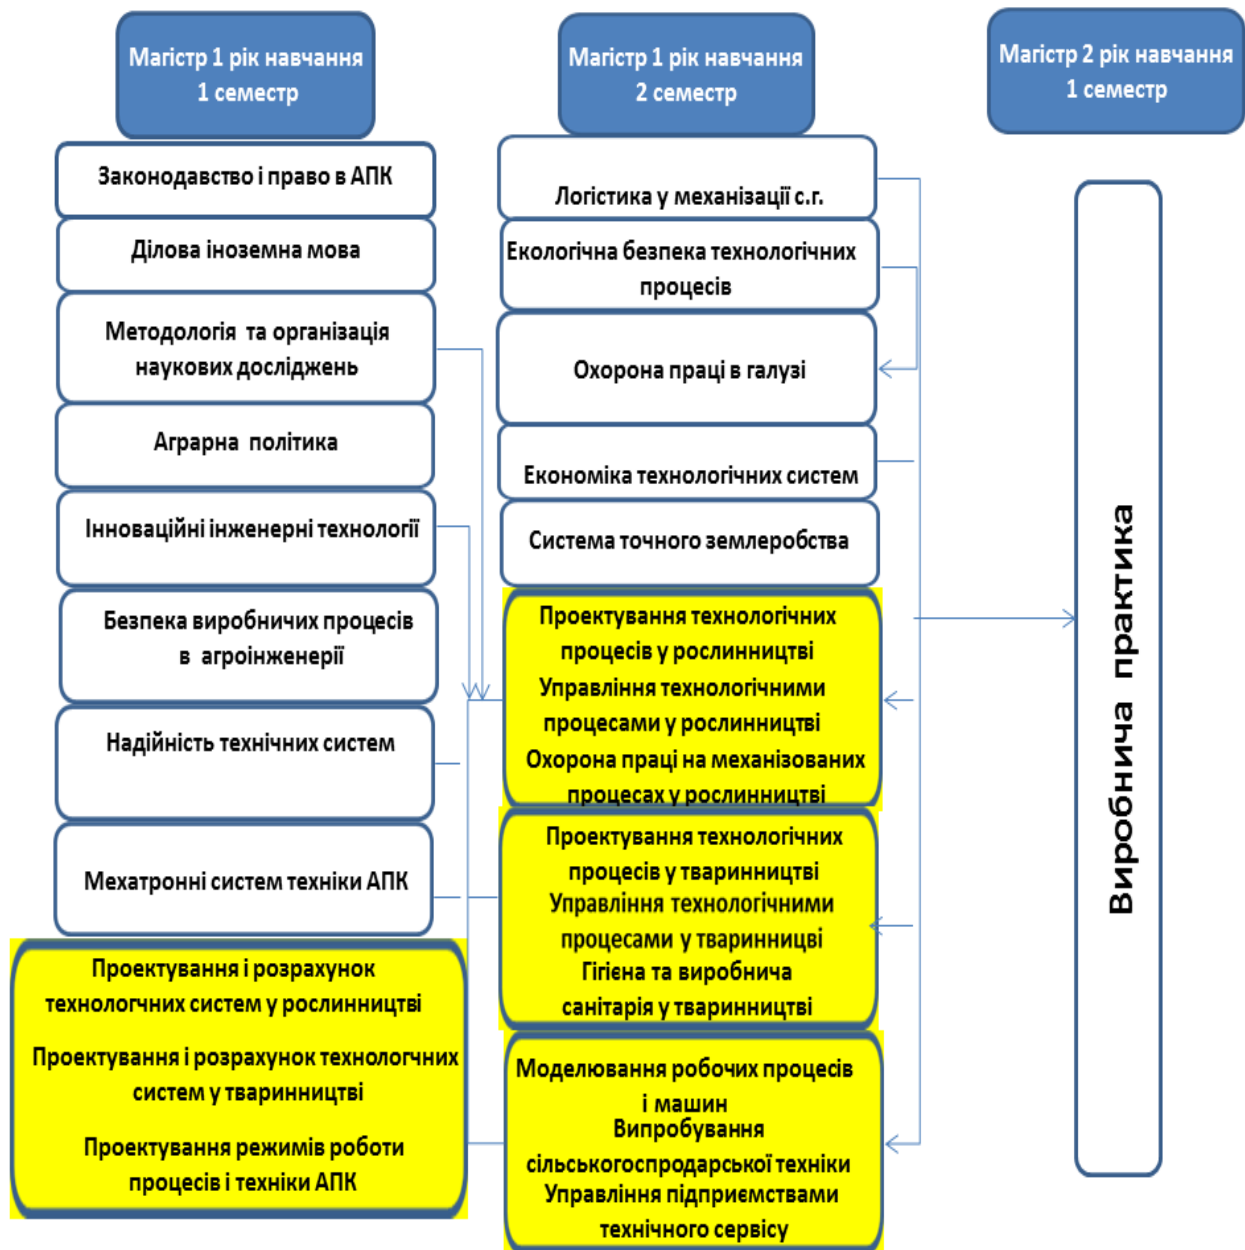 Магістр 1 рік навчання
1 семестр
Законодавство і право в АПК
Ділова іноземна мова
Методологія та організація
наукових досліджень
Аграрна політика
Інноваційні інженерні технології
Безпека виробничих процесів
в агроінженерії
Надійність технічних систем
Мехатронні систем техніки АПК
Проектування і розрахунок
технологчних систем у рослинництві
Проектування і розрахунок технологчних
систем у тваринництві
Проектування режимів роботи
процесів і техніки АПК
Магістр 1 рік навчання
2 семестр
Логістика у механізації с.г.
Екологічна безпека технологічних
процесів
Охорона праці в галузі
Економіка технологічних систем
Система точного землеробства
Проектування технологічних
процесів у рослинництві
Управління технологічними
процесами у рослинництві
Охорона праці на механізованих
процесах у рослинництві
Проектування технологічних
процесів у тваринництві
Управління технологічними
процесами у тваринницві
Гігієна та виробнича
санітарія у тваринництві
Моделювання робочих процесів
і машин
Випробування
сільськогосподарської техніки
Управління підприємствами
технічного сервісу
Магістр 2 рік навчання
1 семестр
Виробнича практика